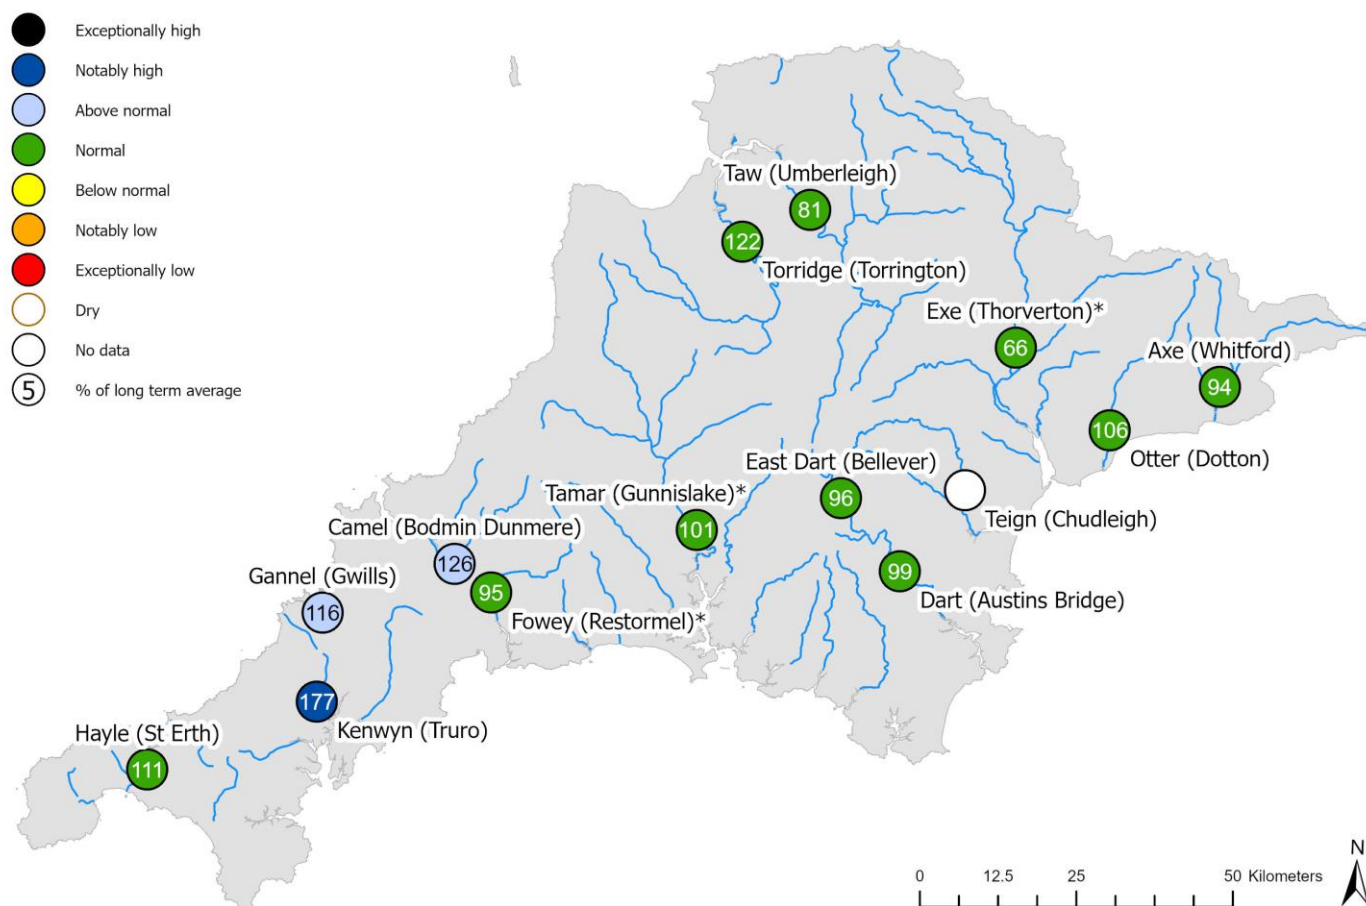 Exceptionally high
Notably high
Above normal
Normal
Below normal
Notably low
Exceptionally low
Dry
No data
5 % of long term average
Taw (Umberleigh)
81
122
Torridge (Torrington)
Exe (Thorverton)*
66
Axe (Whitford)
94
106
Otter (Dotton)
East Dart (Bellever)
96
Teign (Chudleigh)
Tamar (Gunnislake)*
101
99
Dart (Austins Bridge)
Camel (Bodmin Dunmere)
126
95
Fowey (Restormel)*
Gannel (Gwills)
116
177
Kenwyn (Truro)
Hayle (St Erth)
111
N
0 12.5 25 50 Kilometers